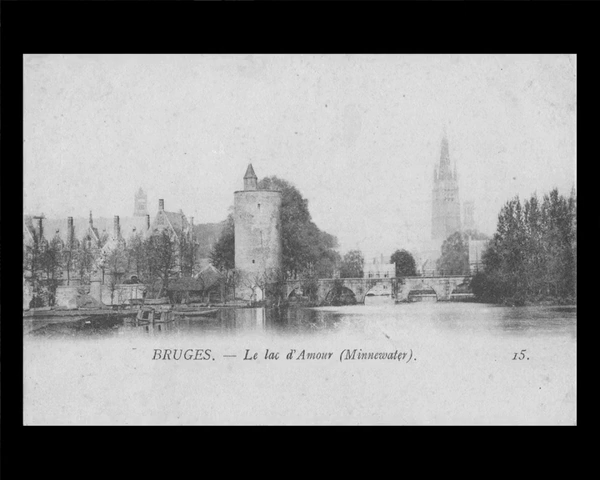 BRUGES. — Le lac d'Amour (Minnewater). 15.